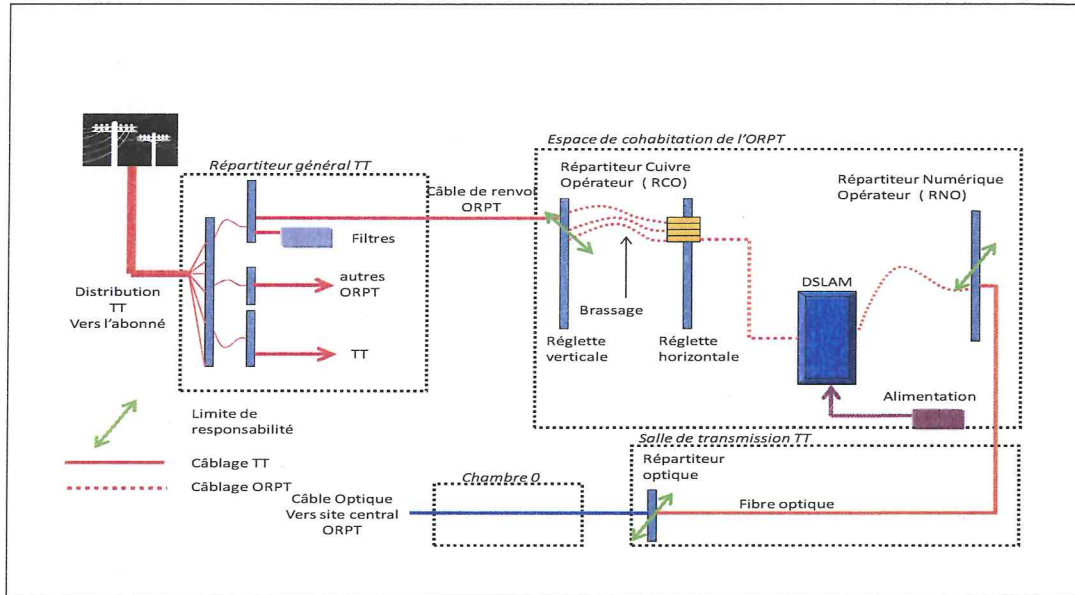 Espace de cohabitation de l'ORPT
Répartiteur général TT
Répartiteur Cuivre
Opérateur ( RCO)
Répartiteur Numérique
Opérateur ( RNO)
Câble de renvoi
ORPT
Filtres
autres
ORPT
TT
Distribution
TT
Vers l'abonné
Brassage
DSLAM
Réglette
verticale
Réglette
horizontale
Alimentation
Limite de
responsabilité
Câblage TT
Câblage ORPT
Salle de transmission TT
Répartiteur
optique
Chambre 0
Câble Optique
Vers site central
ORPT
Fibre optique